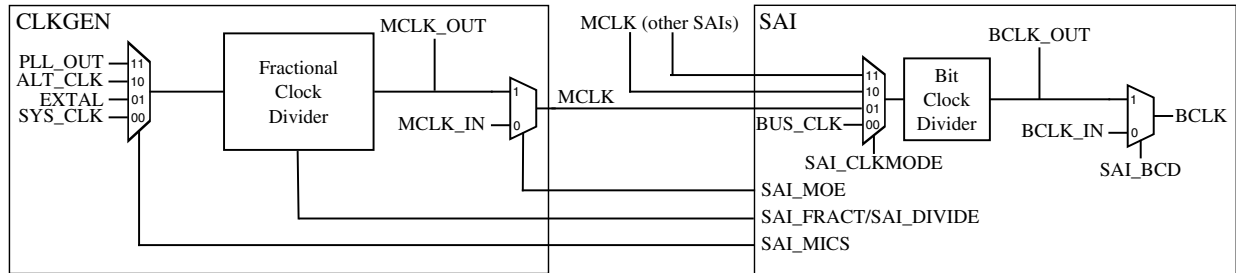 CLKGEN
PLL_OUT
ALT_CLK
EXTAL
SYS_CLK
11
10
01
00
Fractional
Clock
Divider
MCLK_OUT
MCLK_IN
1
0
MCLK
MCLK (other SAIs)
SAI
BUS_CLK
11
10
01
00
SAI_CLKMODE
Bit
Clock
Divider
BCLK_OUT
BCLK_IN
1
0
BCLK
SAI_BCD
SAI_MOE
SAI_FRACT/SAI_DIVIDE
SAI_MICS